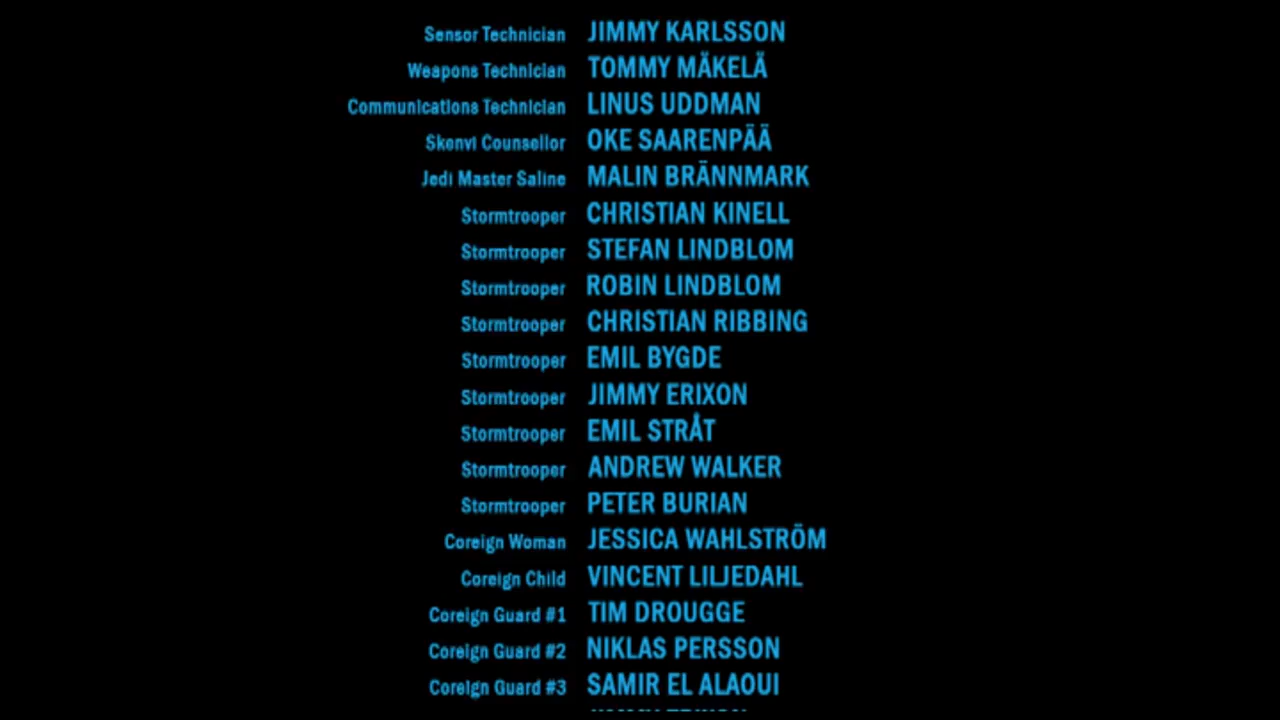 Sensor Technician JIMMY KARLSSON
Weapons Technician TOMMY MÄKELÄ
Communications Technician LINUS UDDMAN
Skenvi Counsellor OKE SAARENPÄÄ
Jedi Master Saline MALIN BRÄNNMARK
Stormtrooper CHRISTIAN KINELL
Stormtrooper STEFAN LINDBLOM
Stormtrooper ROBIN LINDBLOM
Stormtrooper CHRISTIAN RIBBING
Stormtrooper EMIL BYGDE
Stormtrooper JIMMY ERIXON
Stormtrooper EMIL STRÅT
Stormtrooper ANDREW WALKER
Stormtrooper PETER BURIAN
Coreign Woman JESSICA WAHLSTRÖM
Coreign Child VINCENT LILJEDAHL
Coreign Guard #1 TIM DROUGGE
Coreign Guard #2 NIKLAS PERSSON
Coreign Guard #3 SAMIR EL ALAOUI